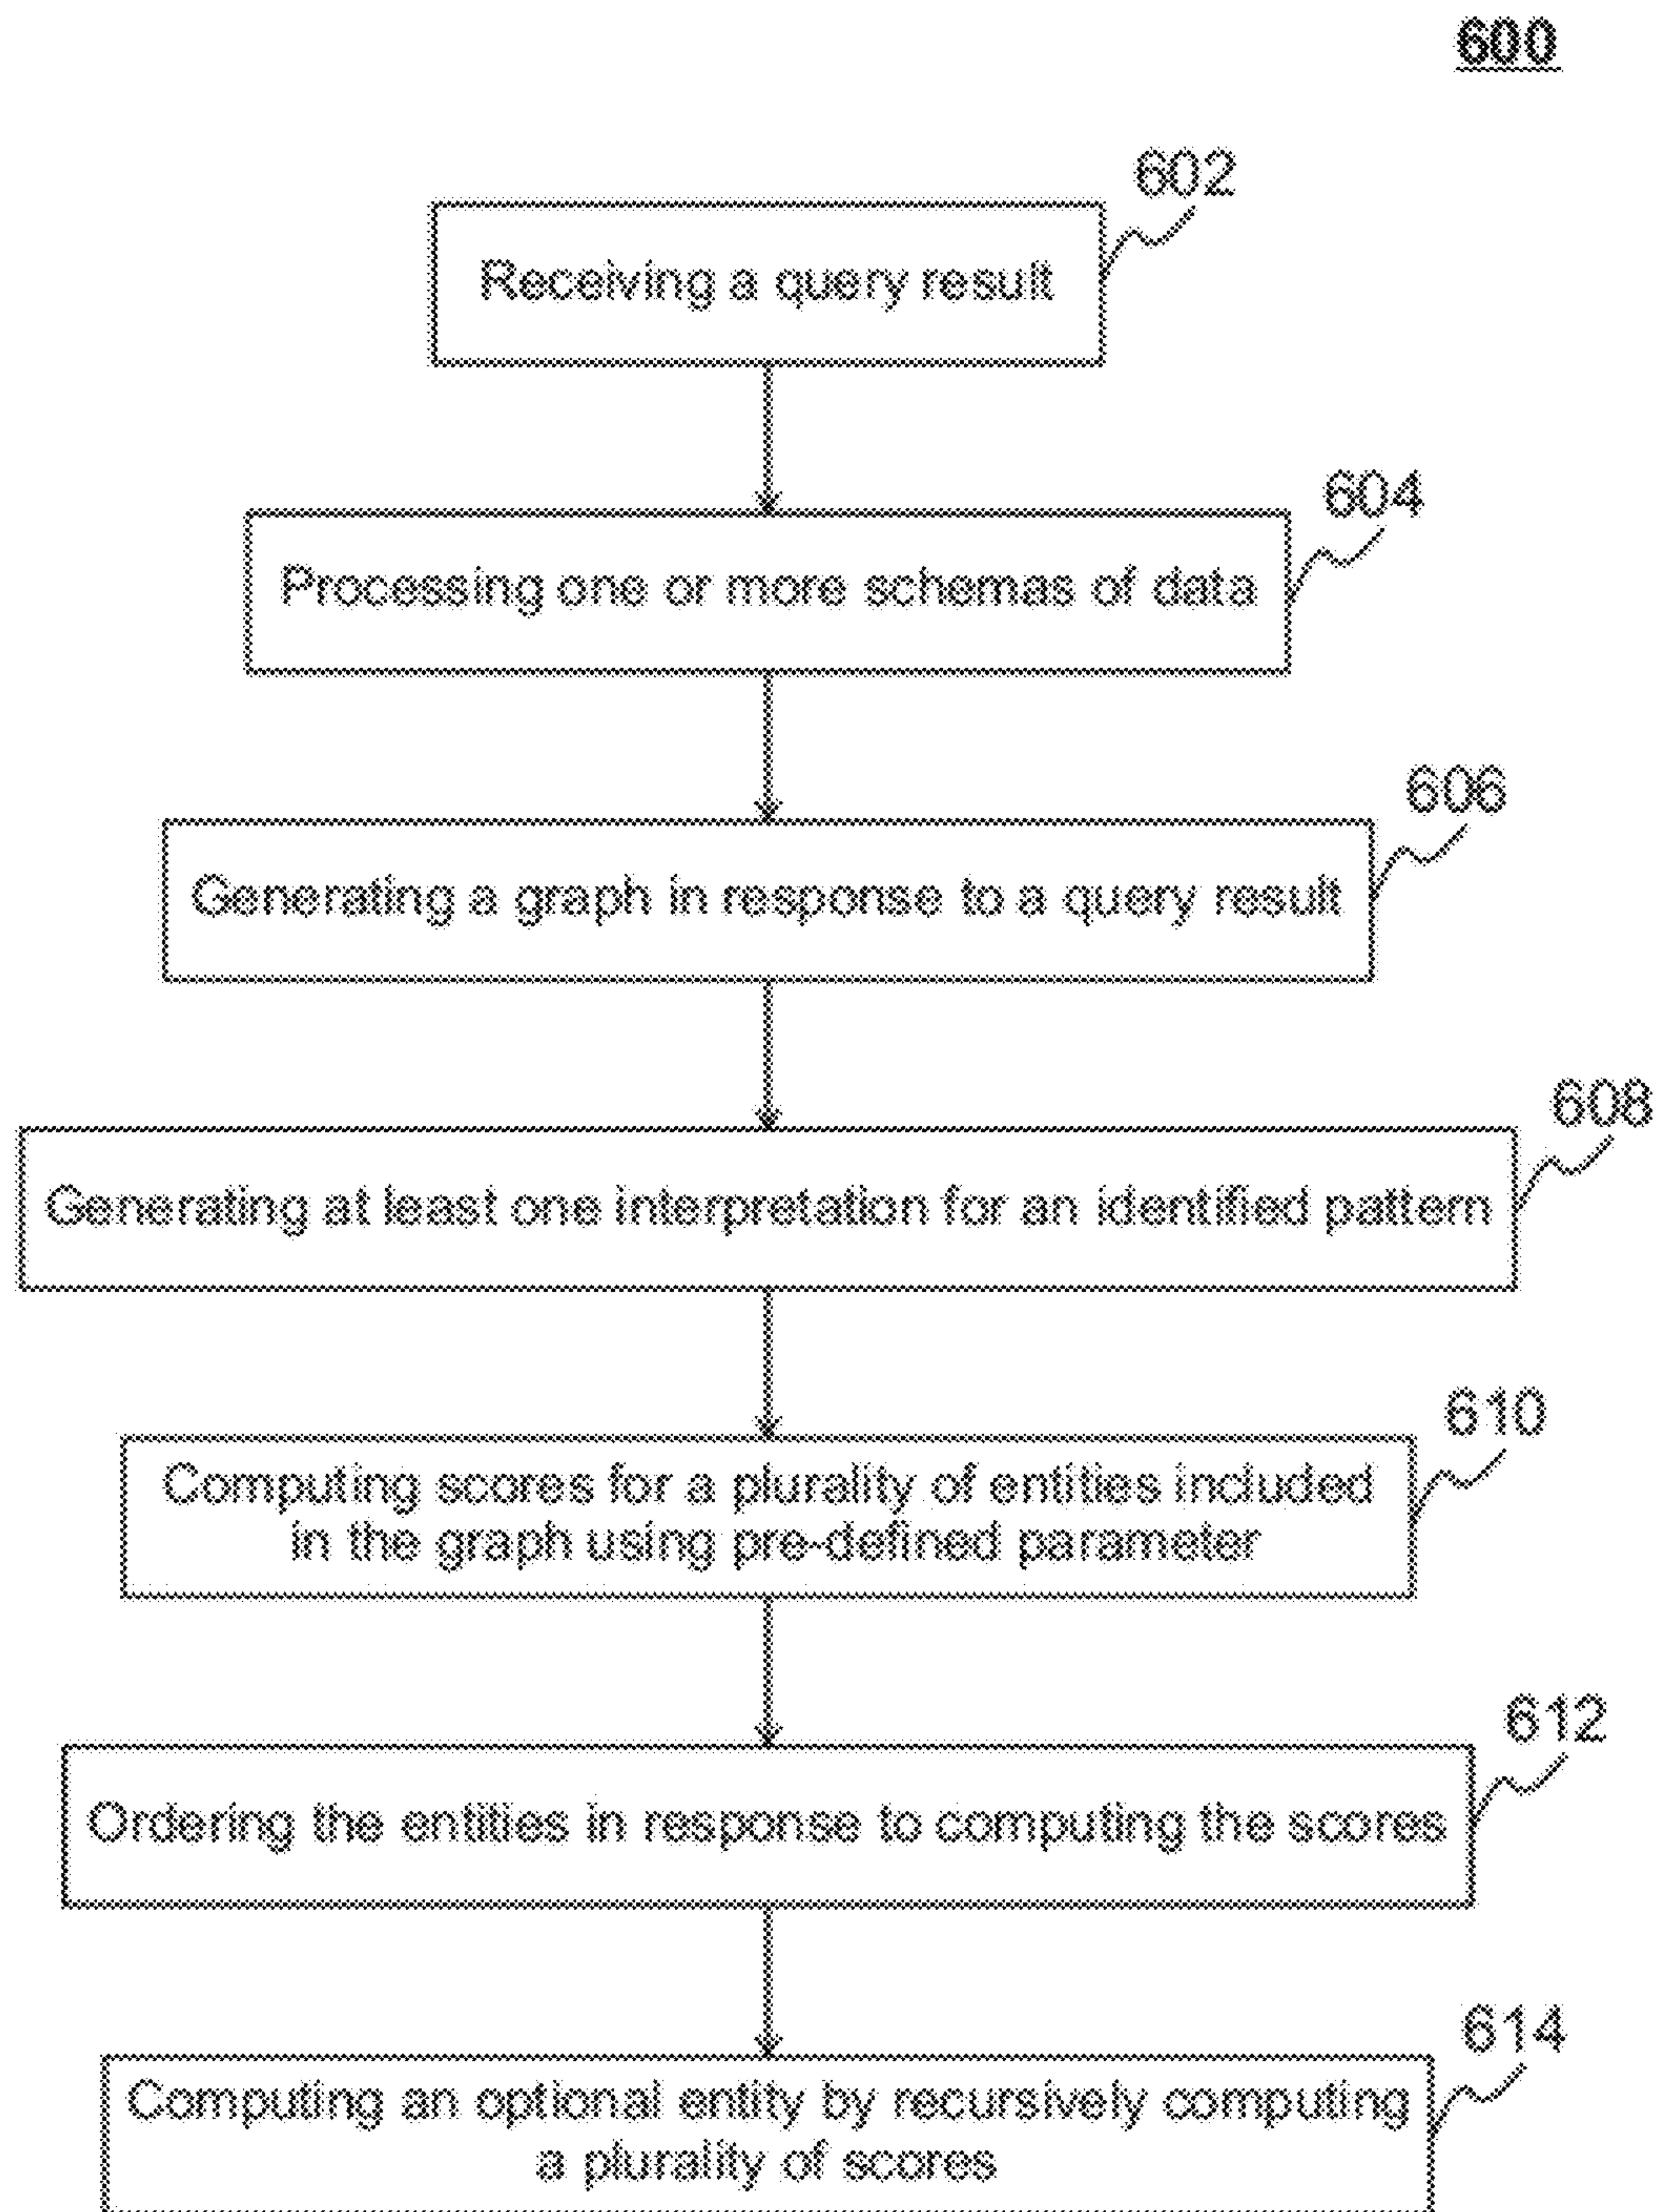 600
602
Receiving a query result
604
Processing one or more schemas of data
606
Generating a graph in response to a query result
608
Generating at least one interpretation for an identified pattern
610
Computing scores for a plurality of entities included
in the graph using pre-defined parameter
612
Ordering the entities in response to computing the scores
614
Computing an optional entity by recursively computing
a plurality of scores